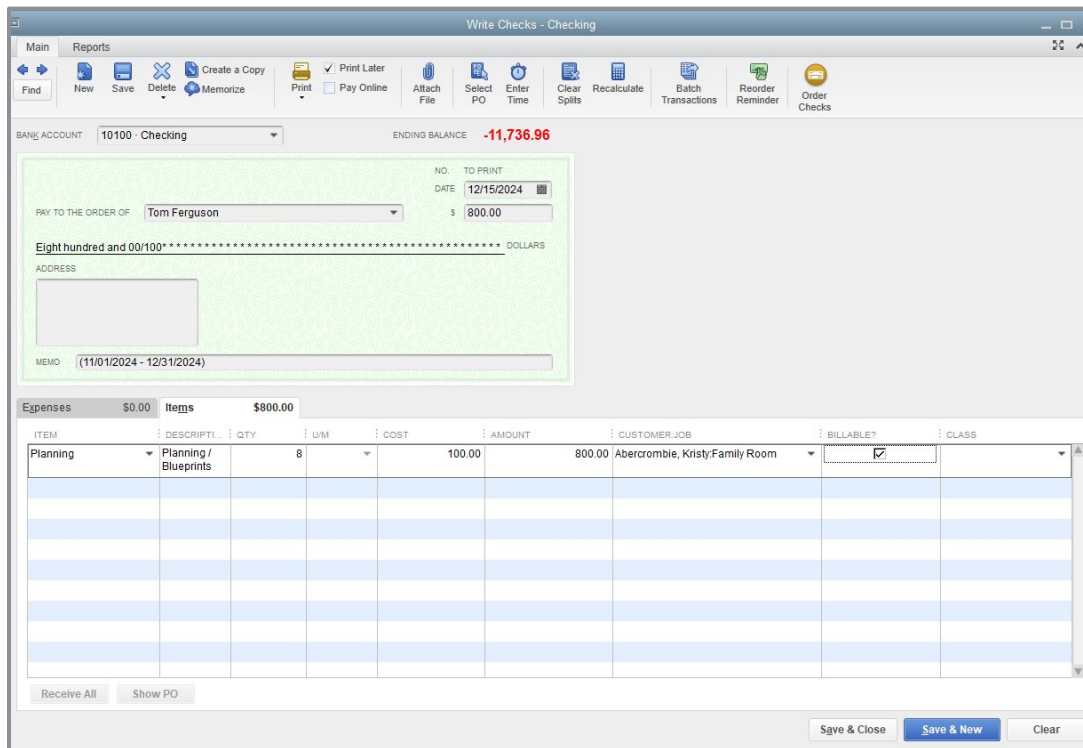 Write Checks - Checking
Main Reports
Find New Save Delete Create a Copy Memorize Print Print Later Pay Online Attach File Select PO Enter Time Clear Splits Recalculate Batch Transactions Reorder Reminder Order Checks
BANK ACCOUNT 10100 · Checking ENDING BALANCE -11,736.96
NO. TO PRINT
DATE 12/15/2024
PAY TO THE ORDER OF Tom Ferguson $ 800.00
Eight hundred and 00/100* * * * * * * * * * * * * * * * * * * * * * * * * * * * * * * * * * * * * * * * * * * * * * * * DOLLARS
ADDRESS
MEMO (11/01/2024 - 12/31/2024)
Expenses $0.00 Items $800.00
ITEM DESCRIPTI... QTY U/M COST AMOUNT CUSTOMER:JOB BILLABLE? CLASS
Planning Planning / 8 100.00 800.00 Abercrombie, Kristy:Family Room
Blueprints
Receive All Show PO
Save & Close Save & New Clear